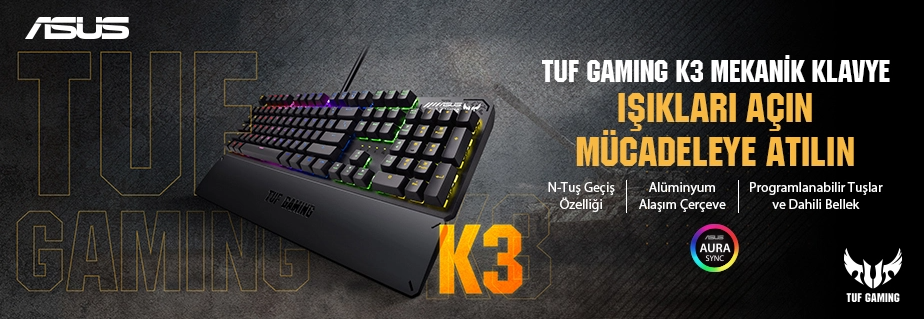 ASUS
TUF
GAMING
TUF GAMING
K3
TUF GAMING K3 MEKANİK KLAVYE
IŞIKLARI AÇIN
MÜCADELEYE ATILIN
N-Tuş Geçiş
Özelliği
Alüminyum
Alaşım Çerçeve
Programlanabilir Tuşlar
ve Dahili Bellek
ASUS
AURA
SYNC
TUF GAMING